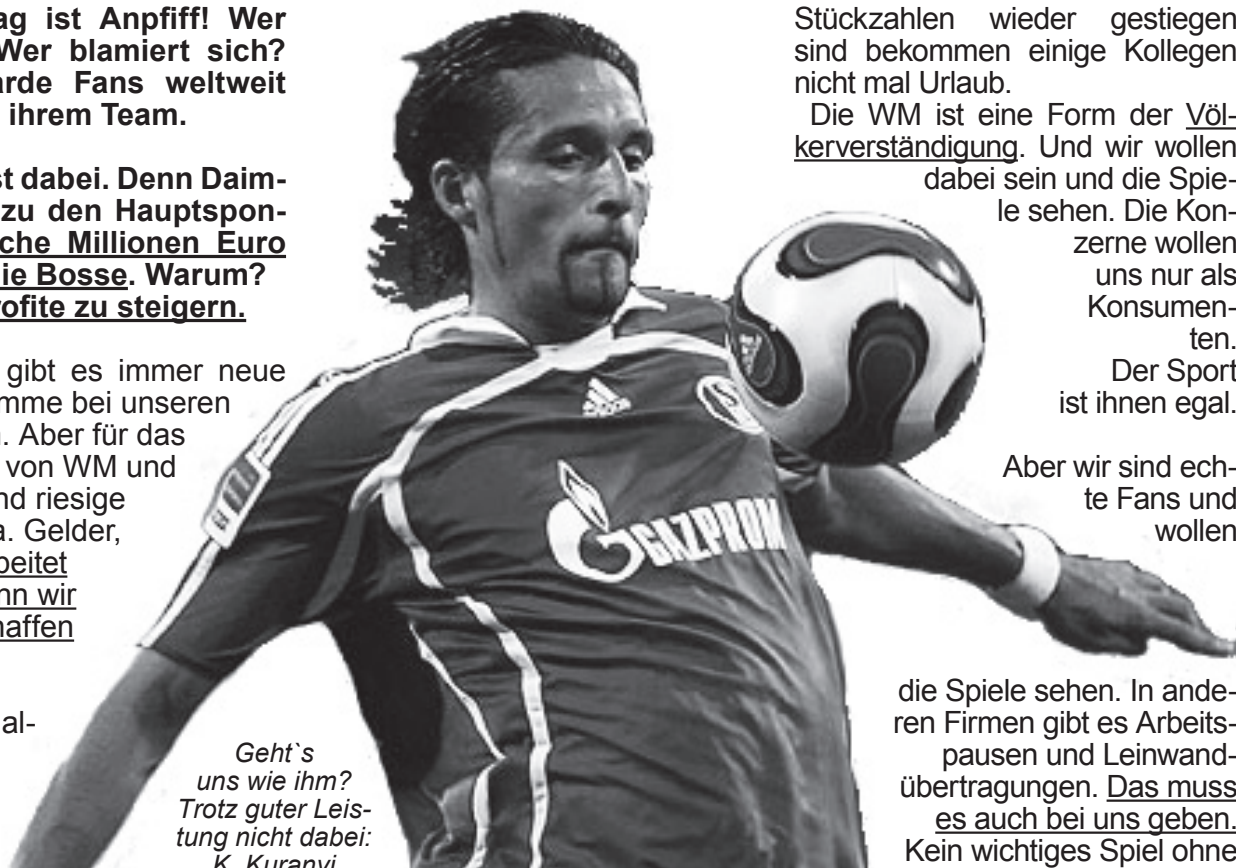 ag ist Anpfiff! Wer
Wer blamiert sich?
arde Fans weltweit
ihrem Team.
st dabei. Denn Daim-
zu den Hauptspon-
che Millionen Euro
ie Bosse. Warum?
ofite zu steigern.
gibt es immer neue
mme bei unseren
. Aber für das
von WM und
nd riesige
a. Gelder,
beitet
nn wir
haffen
al-
Geht`s
uns wie ihm?
Trotz guter Leis-
tung nicht dabei:
K. Kuranyi
GAZPROM
Stückzahlen wieder gestiegen
sind bekommen einige Kollegen
nicht mal Urlaub.
Die WM ist eine Form der Völ-
kerverständigung. Und wir wollen
dabei sein und die Spie-
le sehen. Die Kon-
zerne wollen
uns nur als
Konsumen-
ten.
Der Sport
ist ihnen egal.
Aber wir sind ech-
te Fans und
wollen
die Spiele sehen. In ande-
ren Firmen gibt es Arbeits-
pausen und Leinwand-
übertragungen. Das muss
es auch bei uns geben.
Kein wichtiges Spiel ohne